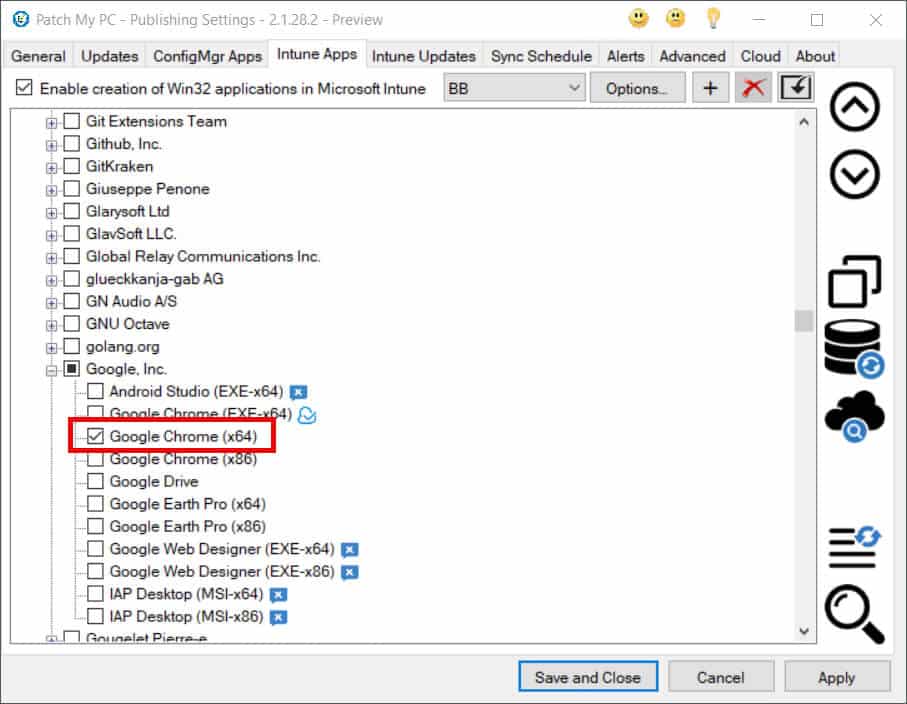 Patch My PC - Publishing Settings - 2.1.28.2 - Preview
General Updates ConfigMgr Apps Intune Apps Intune Updates Sync Schedule Alerts Advanced Cloud About
Enable creation of Win32 applications in Microsoft Intune BB Options...
Git Extensions Team
Github, Inc.
GitKraken
Giuseppe Penone
Glarysoft Ltd
GlavSoft LLC.
Global Relay Communications Inc.
glueckkanja-gab AG
GN Audio A/S
GNU Octave
golang.org
Google, Inc.
Android Studio (EXE-x64)
Google Chrome (EXE-x64)
Google Chrome (x64)
Google Chrome (x86)
Google Drive
Google Earth Pro (x64)
Google Earth Pro (x86)
Google Web Designer (EXE-x64)
Google Web Designer (EXE-x86)
IAP Desktop (MSI-x64)
IAP Desktop (MSI-x86)
Gougelet Pierre-e
Save and Close Cancel Apply